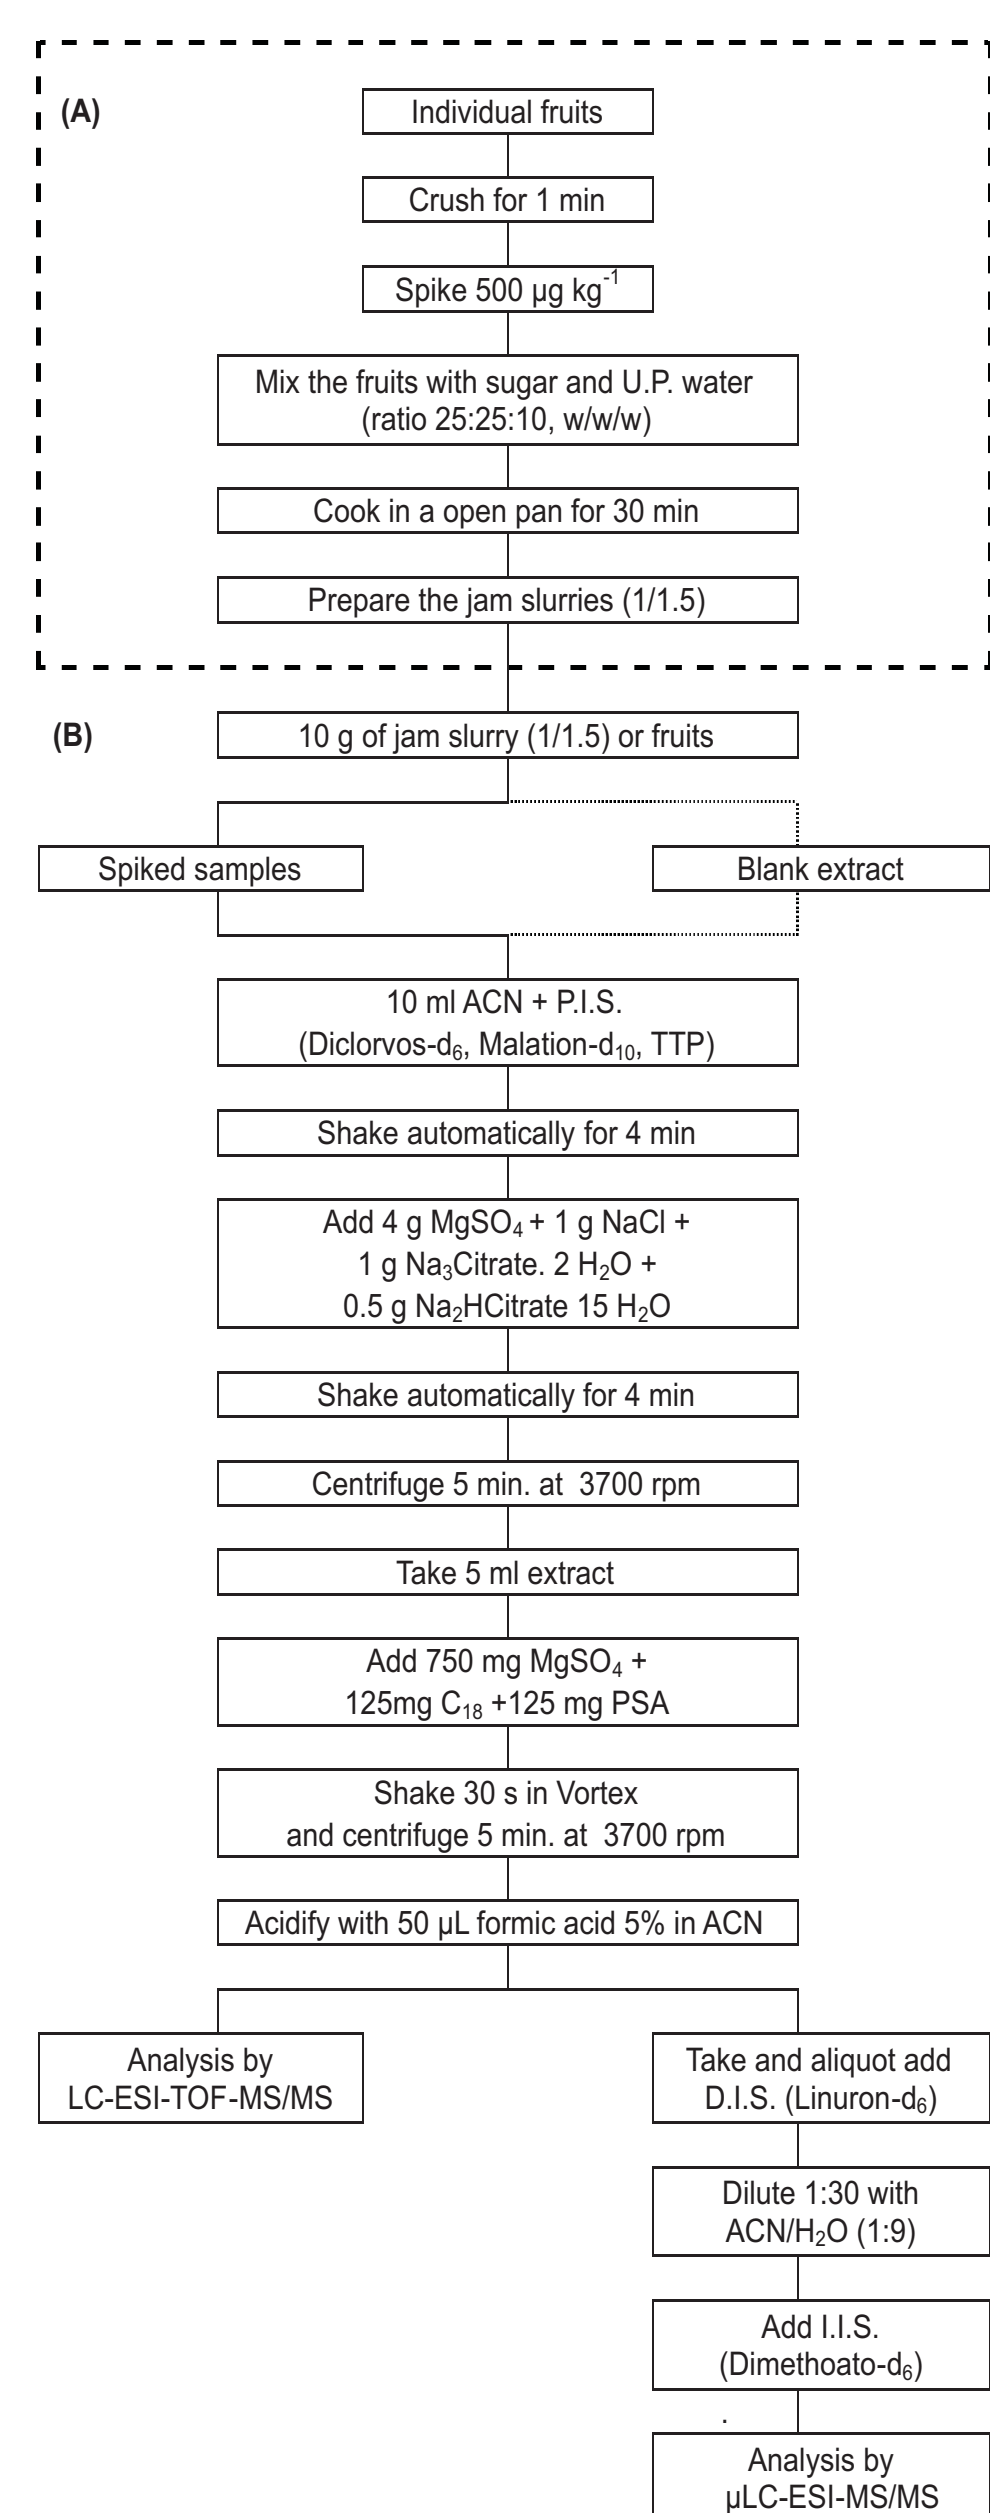 (A)
Individual fruits
Crush for 1 min
Spike 500 µg kg⁻¹
Mix the fruits with sugar and U.P. water
(ratio 25:25:10, w/w/w)
Cook in a open pan for 30 min
Prepare the jam slurries (1/1.5)
(B)
10 g of jam slurry (1/1.5) or fruits
Spiked samples
Blank extract
10 ml ACN + P.I.S.
(Diclorvos-d₆, Malation-d₁₀, TTP)
Shake automatically for 4 min
Add 4 g MgSO₄ + 1 g NaCl +
1 g Na₃Citrate. 2 H₂O +
0.5 g Na₂HCitrate 15 H₂O
Shake automatically for 4 min
Centrifuge 5 min. at 3700 rpm
Take 5 ml extract
Add 750 mg MgSO₄ +
125mg C₁₈ +125 mg PSA
Shake 30 s in Vortex
and centrifuge 5 min. at 3700 rpm
Acidify with 50 µL formic acid 5% in ACN
Analysis by
LC-ESI-TOF-MS/MS
Take and aliquot add
D.I.S. (Linuron-d₆)
Dilute 1:30 with
ACN/H₂O (1:9)
Add I.I.S.
(Dimethoato-d₆)
.
Analysis by
µLC-ESI-MS/MS